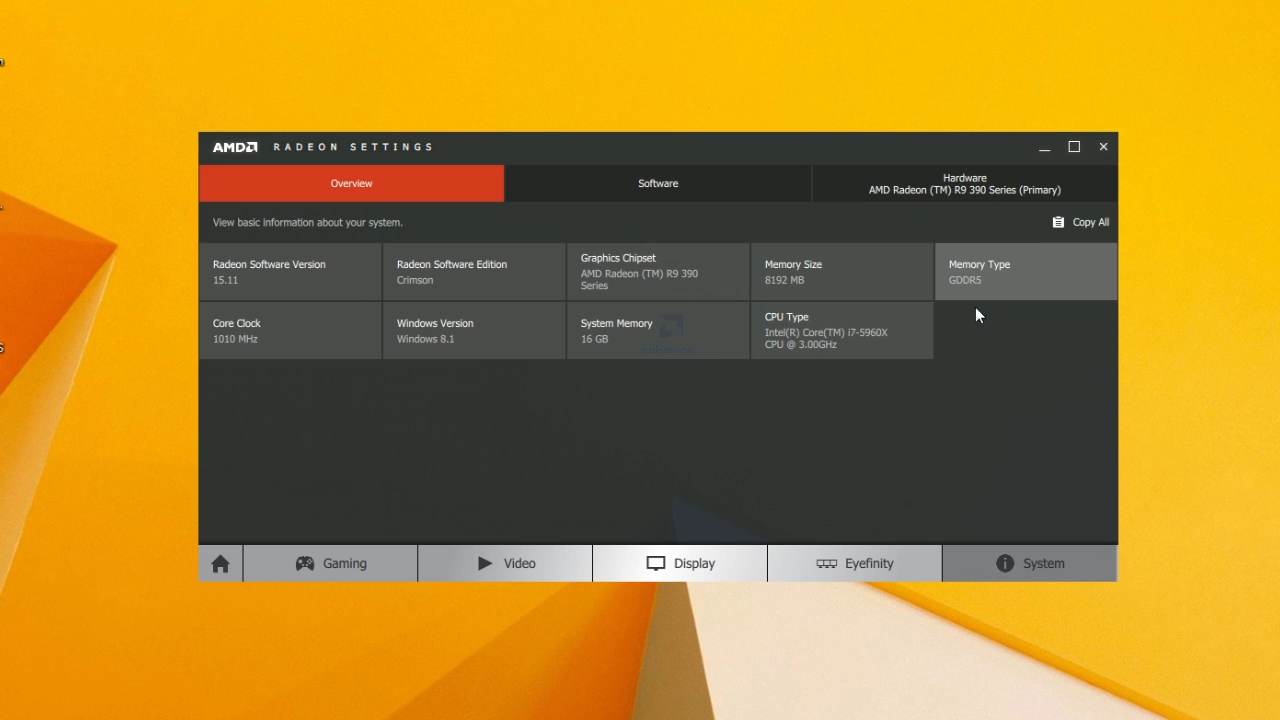 AMD RADEON SETTINGS
Overview
Software
Hardware
AMD Radeon (TM) R9 390 Series (Primary)
View basic information about your system.
Copy All
Radeon Software Version
15.11
Radeon Software Edition
Crimson
Graphics Chipset
AMD Radeon (TM) R9 390
Series
Memory Size
8192 MB
Memory Type
GDDR5
Core Clock
1010 MHz
Windows Version
Windows 8.1
System Memory
16 GB
CPU Type
Intel(R) Core(TM) i7-5960X
CPU @ 3.00GHz
Gaming
Video
Display
Eyefinity
System